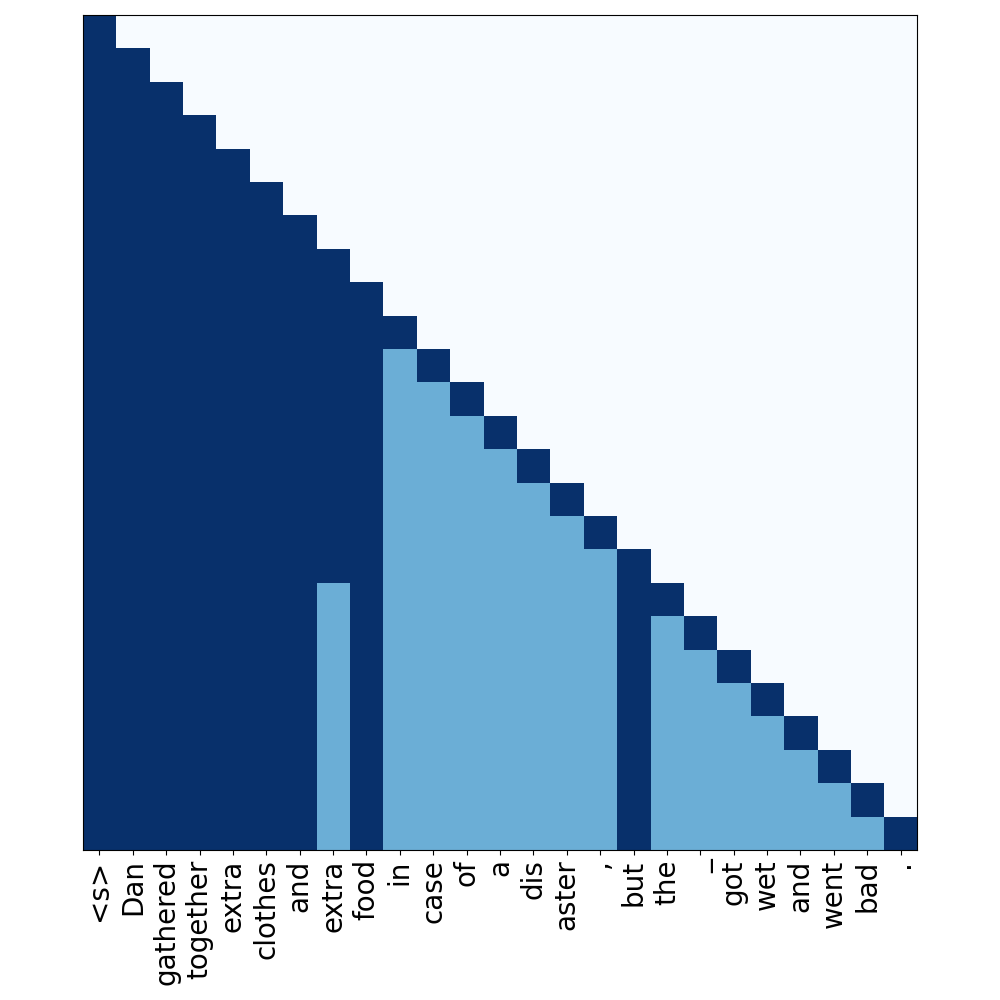 <s>
Dan
gathered
together
extra
clothes
and
extra
food
in
case
of
a
dis
aster
,
but
the
_
got
wet
and
went
bad
.